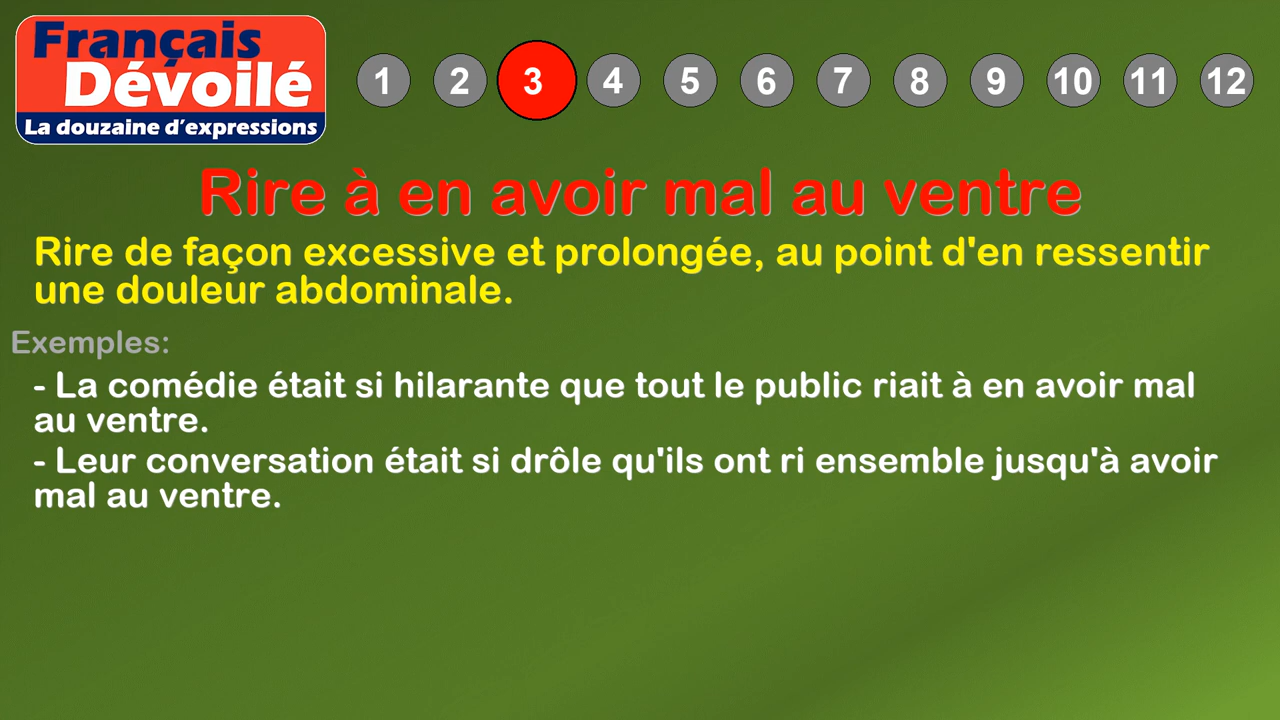 Français
Dévoilé
La douzaine d'expressions
1 2 3 4 5 6 7 8 9 10 11 12
Rire à en avoir mal au ventre
Rire de façon excessive et prolongée, au point d'en ressentir
une douleur abdominale.
Exemples:
- La comédie était si hilarante que tout le public riait à en avoir mal
au ventre.
- Leur conversation était si drôle qu'ils ont ri ensemble jusqu'à avoir
mal au ventre.